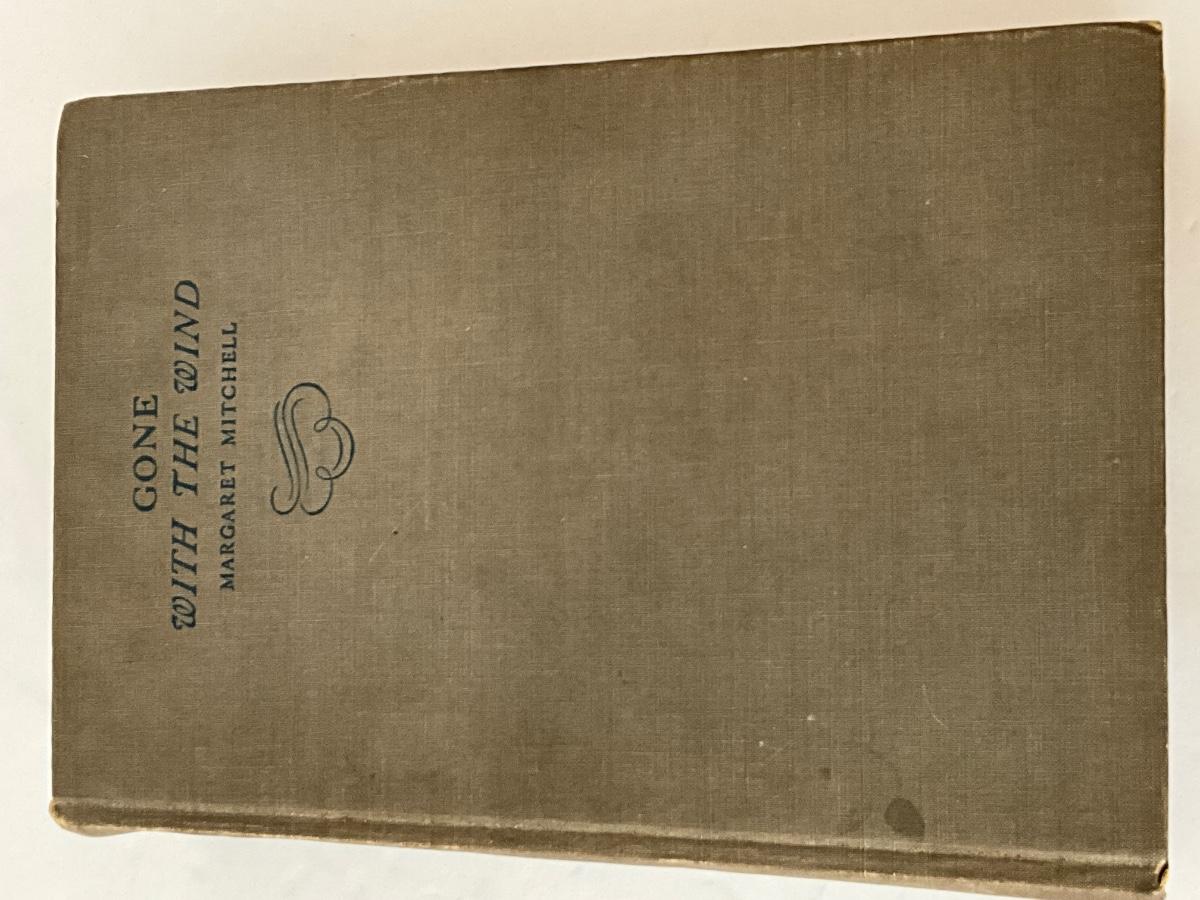 GONE
WITH THE WIND
MARGARET MITCHELL